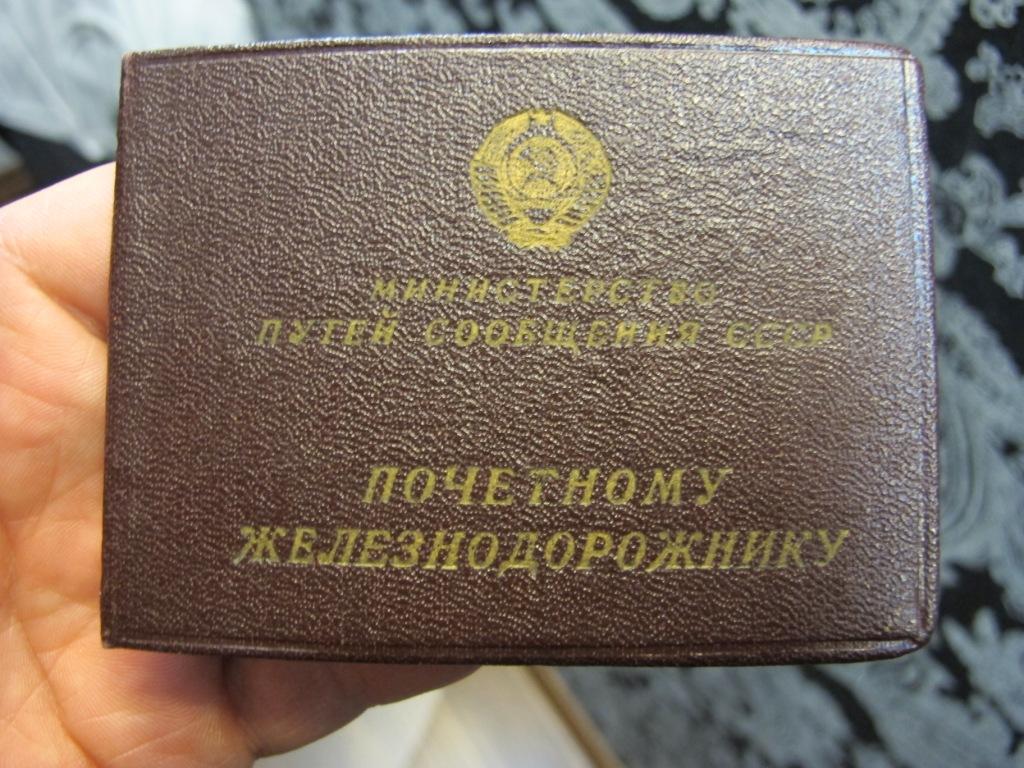 МИНИСТЕРСТВО
ПУТЕЙ СООБЩЕНИЯ СССР
ПОЧЕТНОМУ
ЖЕЛЕЗНОДОРОЖНИКУ